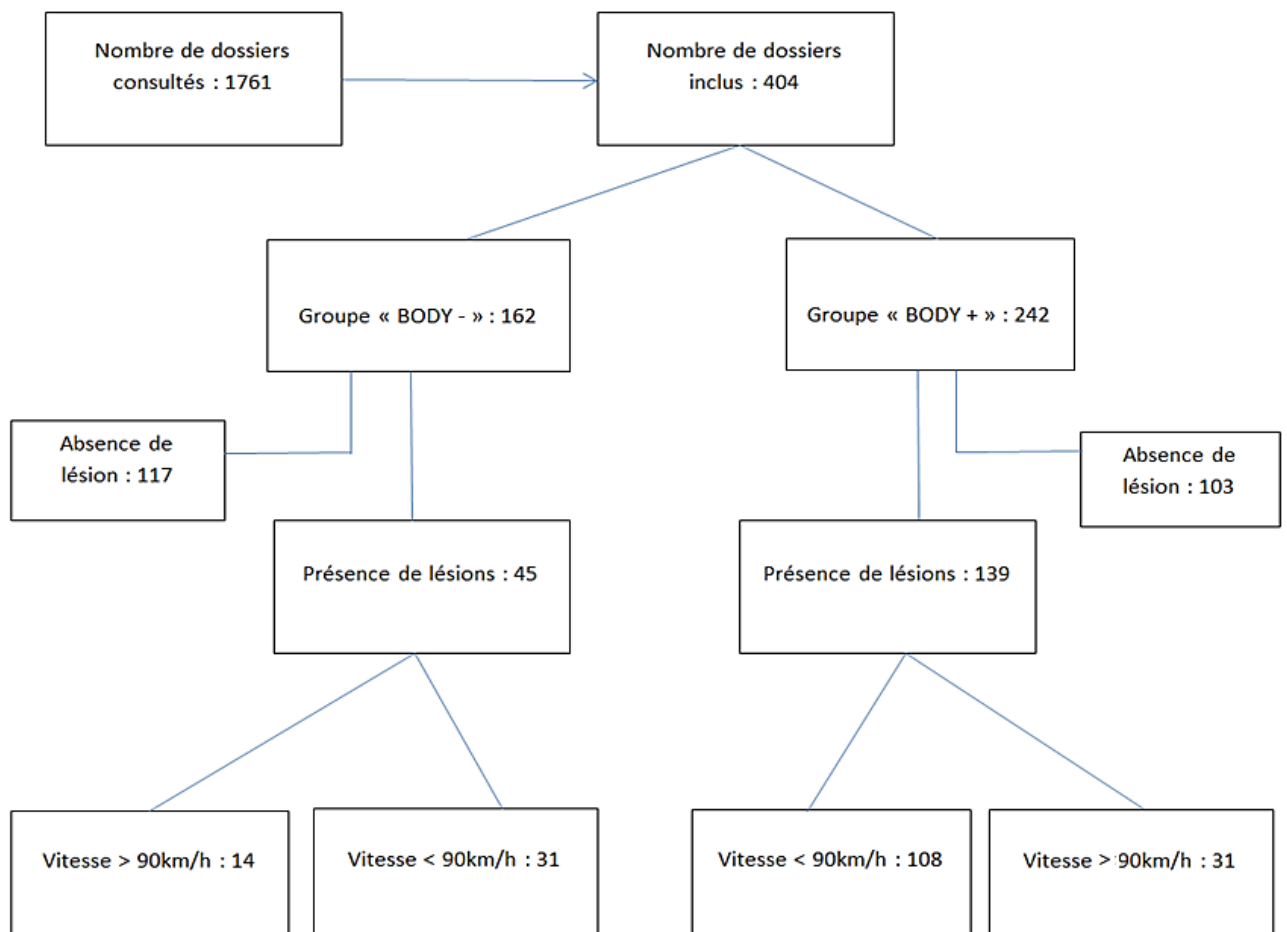 Nombre de dossiers
consultés : 1761
Nombre de dossiers
inclus : 404
Groupe « BODY - » : 162
Groupe « BODY + » : 242
Absence de
lésion : 117
Absence de
lésion : 103
Présence de lésions : 45
Présence de lésions : 139
Vitesse > 90km/h : 14
Vitesse < 90km/h : 31
Vitesse < 90km/h : 108
Vitesse > 90km/h : 31